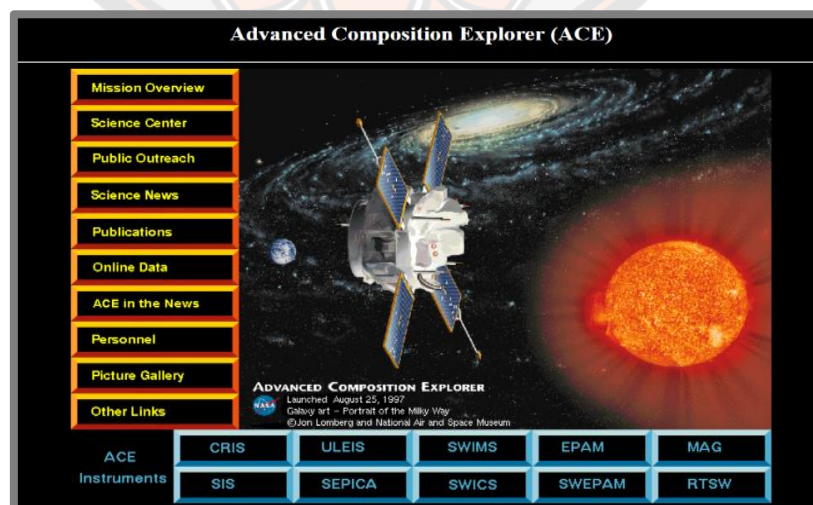 Advanced Composition Explorer (ACE)
Mission Overview
Science Center
Public Outreach
Science News
Publications
Online Data
ACE in the News
Personnel
Picture Gallery
Other Links
ADVANCED COMPOSITION EXPLORER
NASA
Launched August 25, 1997
Galaxy art – Portrait of the Milky Way
©Jon Lomberg and National Air and Space Museum
ACE Instruments
CRIS ULEIS SWIMS EPAM MAG
SIS SEPICA SWICS SWEPAM RTSW